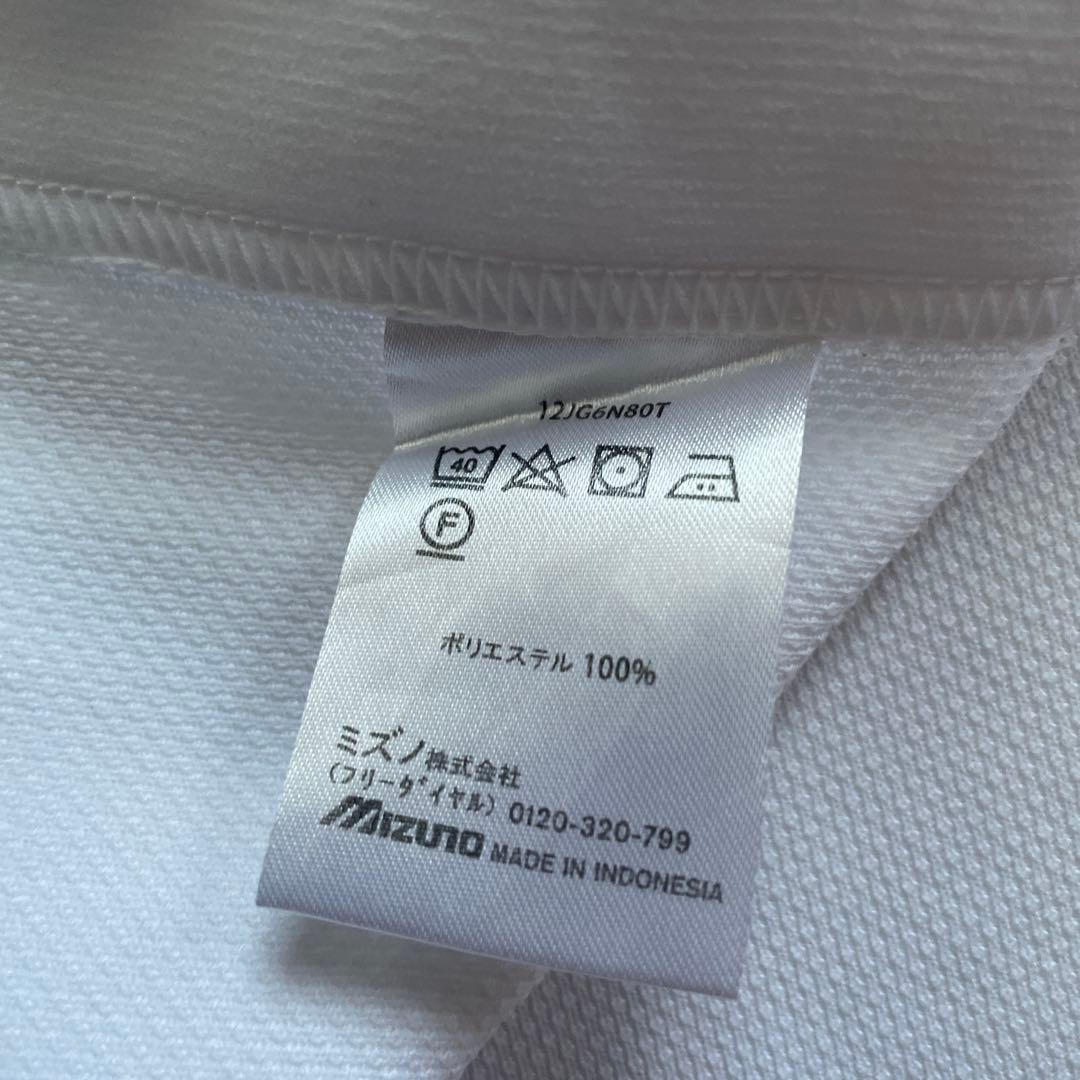 12JG6N80T
40
F
ポリエステル 100%
ミズノ株式会社
(フリーダイヤル) 0120-320-799
MIZUNO MADE IN INDONESIA